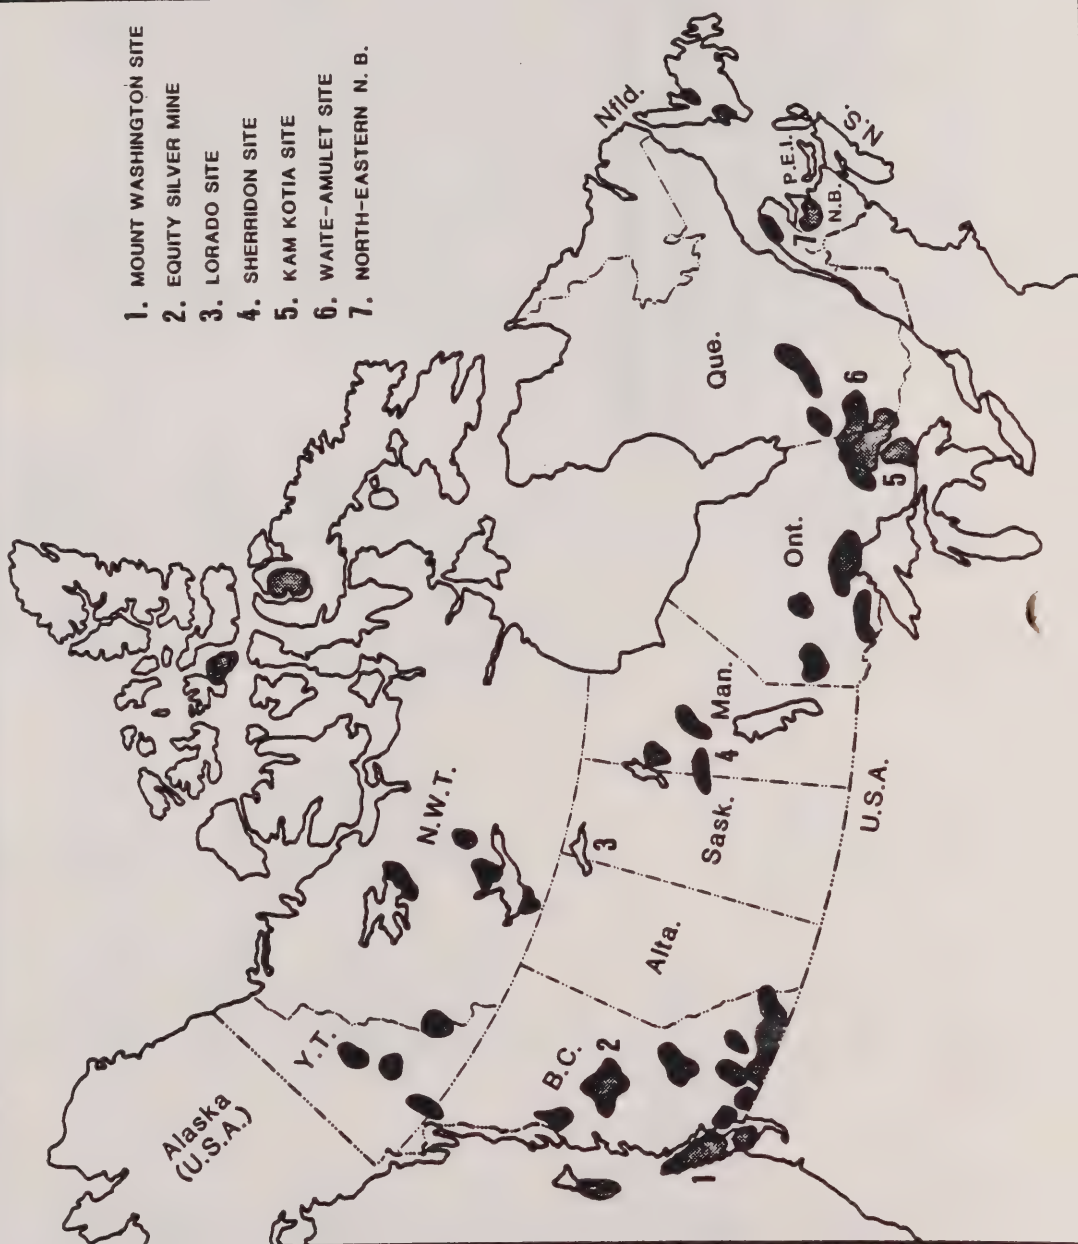 1. MOUNT WASHINGTON SITE
2. EQUITY SILVER MINE
3. LORADO SITE
4. SHERRIDON SITE
5. KAM KOTIA SITE
6. WAITE-AMULET SITE
7. NORTH-EASTERN N. B.
Alaska
(U.S.A.)
Y.T.
N.W.T.
B.C.
2
1
Alta.
3
Sask.
4
Man.
U.S.A.
Ont.
5
6
Que.
Nfld.
P.E.I.
N.B.
N.S.
7